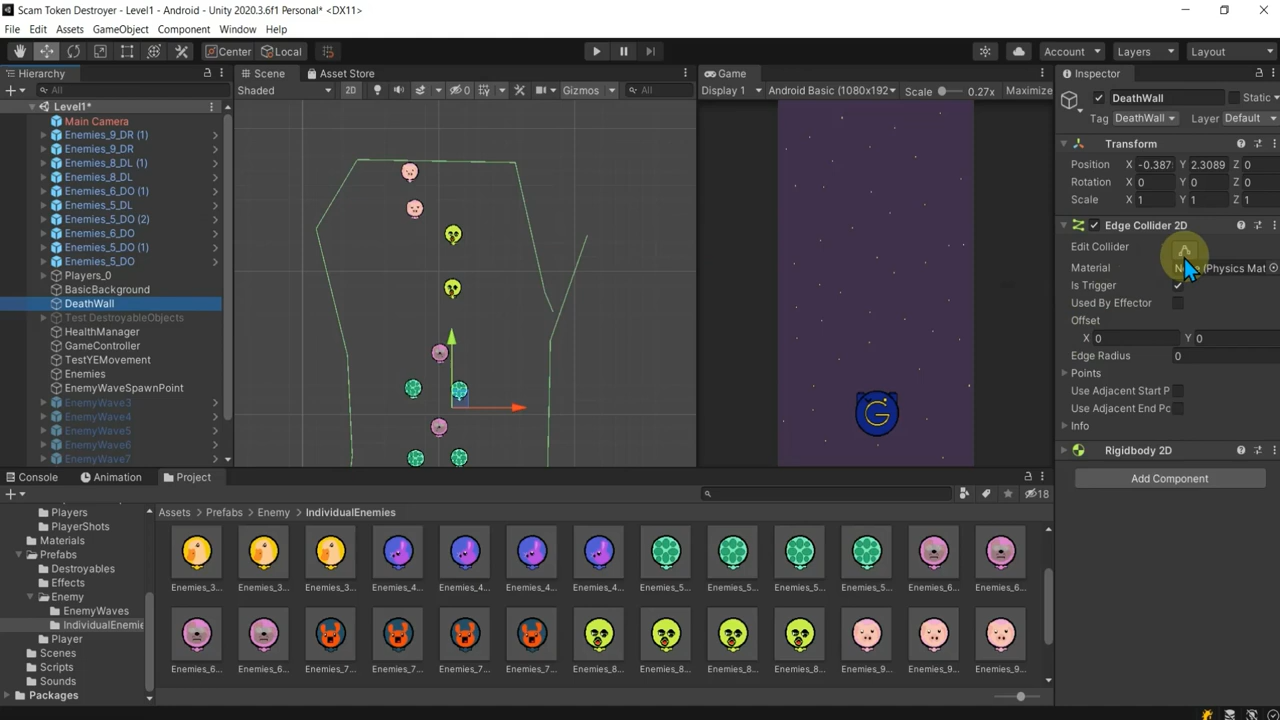 Scam Token Destroyer - Level1 - Android - Unity 2020.3.6f1 Personal* <DX11>
File Edit Assets GameObject Component Window Help
Center Local Account Layers Layout
Hierarchy Scene Asset Store Game Inspector
All Shaded 2D 0 Gizmos All Display 1 Android Basic (1080x192 Scale 0.27x Maximize
DeathWall Static
Tag DeathWall Layer Default
Level1*
Main Camera
Enemies_9_DR (1)
Enemies_9_DR
Enemies_8_DL (1)
Enemies_8_DL
Enemies_6_DO (1)
Enemies_5_DL
Enemies_5_DO (2)
Enemies_6_DO
Enemies_5_DO (1)
Enemies_5_DO
Players_0
BasicBackground
DeathWall
Test DestroyableObjects
HealthManager
GameController
TestYEMovement
Enemies
EnemyWaveSpawnPoint
EnemyWave3
EnemyWave4
EnemyWave5
EnemyWave6
EnemyWave7
Transform
Position X -0.387 Y 2.3089 Z 0
Rotation X 0 Y 0 Z 0
Scale X 1 Y 1 Z 1
Edge Collider 2D
Edit Collider
Material (Physics Mat
Is Trigger
Used By Effector
Offset
X 0 Y 0
Edge Radius 0
Points
Use Adjacent Start P
Use Adjacent End Pc
Info
Rigidbody 2D
Add Component
Console Animation Project
18
Players
PlayerShots
Materials
Prefabs
Destroyables
Effects
Enemy
EnemyWaves
IndividualEnemie
Player
Scenes
Scripts
Sounds
Packages
Assets Prefabs Enemy IndividualEnemies
Enemies_3... Enemies_3... Enemies_3... Enemies_4... Enemies_4... Enemies_4... Enemies_4... Enemies_5... Enemies_5... Enemies_5... Enemies_5... Enemies_6... Enemies_6...
Enemies_6... Enemies_6... Enemies_7... Enemies_7... Enemies_7... Enemies_7... Enemies_8... Enemies_8... Enemies_8... Enemies_8... Enemies_9... Enemies_9... Enemies_9...
G